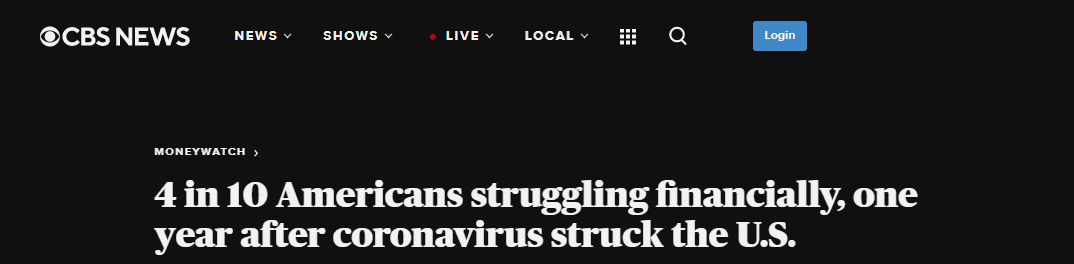 CBS NEWS NEWS SHOWS LIVE LOCAL Login
MONEYWATCH
4 in 10 Americans struggling financially, one
year after coronavirus struck the U.S.